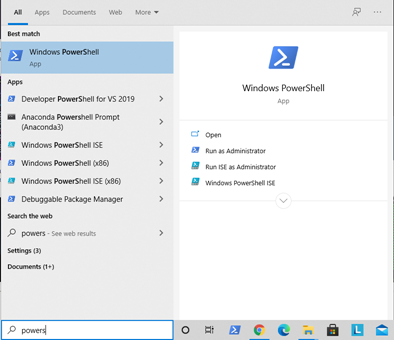 All Apps Documents Web More
Best match
Windows PowerShell
App
Apps
Developer PowerShell for VS 2019
Anaconda Powershell Prompt
(Anaconda3)
Windows PowerShell ISE
Windows PowerShell (x86)
Windows PowerShell ISE (x86)
Debuggable Package Manager
Search the web
powers - See web results
Settings (3)
Documents (1+)
Windows PowerShell
App
Open
Run as Administrator
Run ISE as Administrator
Windows PowerShell ISE
powers
L